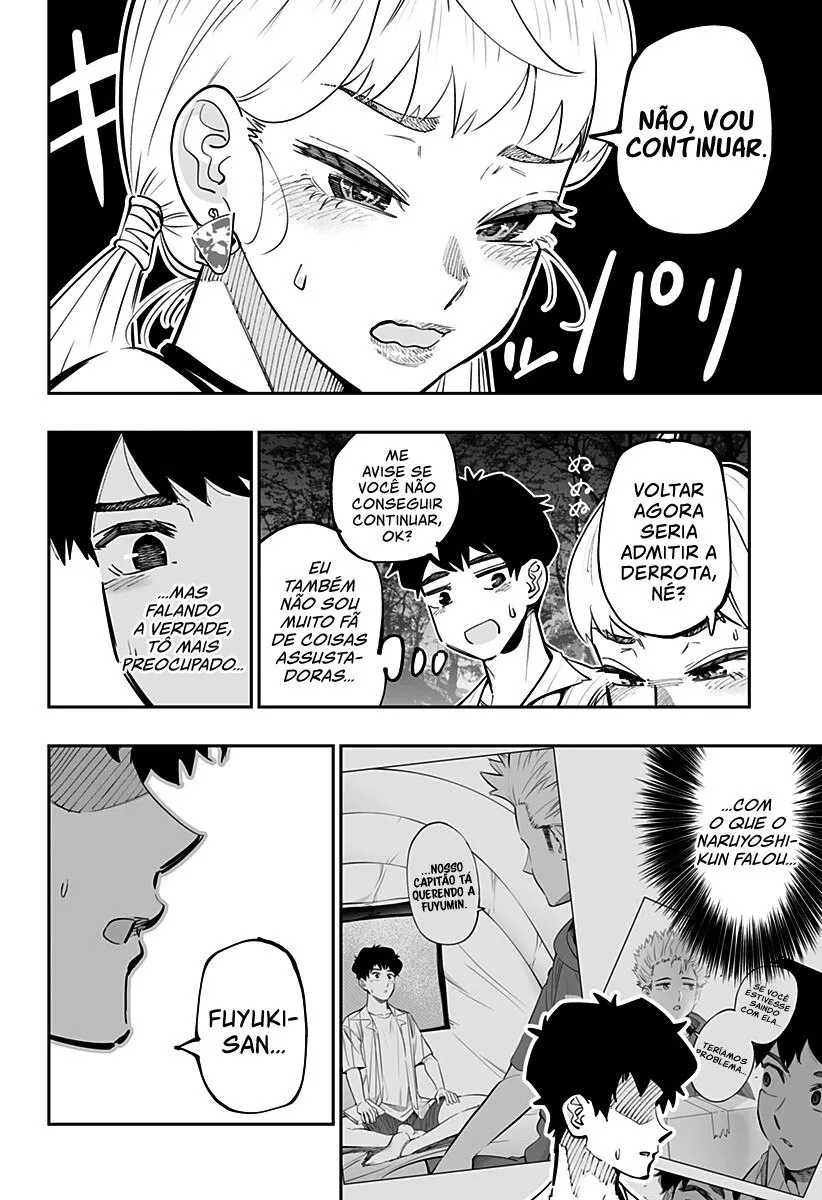 NÃO, VOU
CONTINUAR.
キ
ッパリ
VOLTAR
AGORA
SERIA
ADMITIR A
DERROTA,
NÉ?
ぬぬぬ
ME
AVISE SE
VOCÊ NÃO
CONSEGUIR
CONTINUAR,
OK?
EU
TAMBÉM
NÃO SOU
MUITO FÃ
DE COISAS
ASSUSTA-
DORAS...
...MAS
FALANDO
A VERDADE,
TÔ MAIS
PREOCUPADO...
...COM
O QUE O
NARUYOSHI-
KUN FALOU...
...NOSSO
CAPITÃO TÁ
QUERENDO A
FUYUMIN.
SE VOCÊ
ESTIVESSE
SAINDO
COM ELA...
TERÍAMOS
PROBLEMA...
FUYUKI-
SAN...